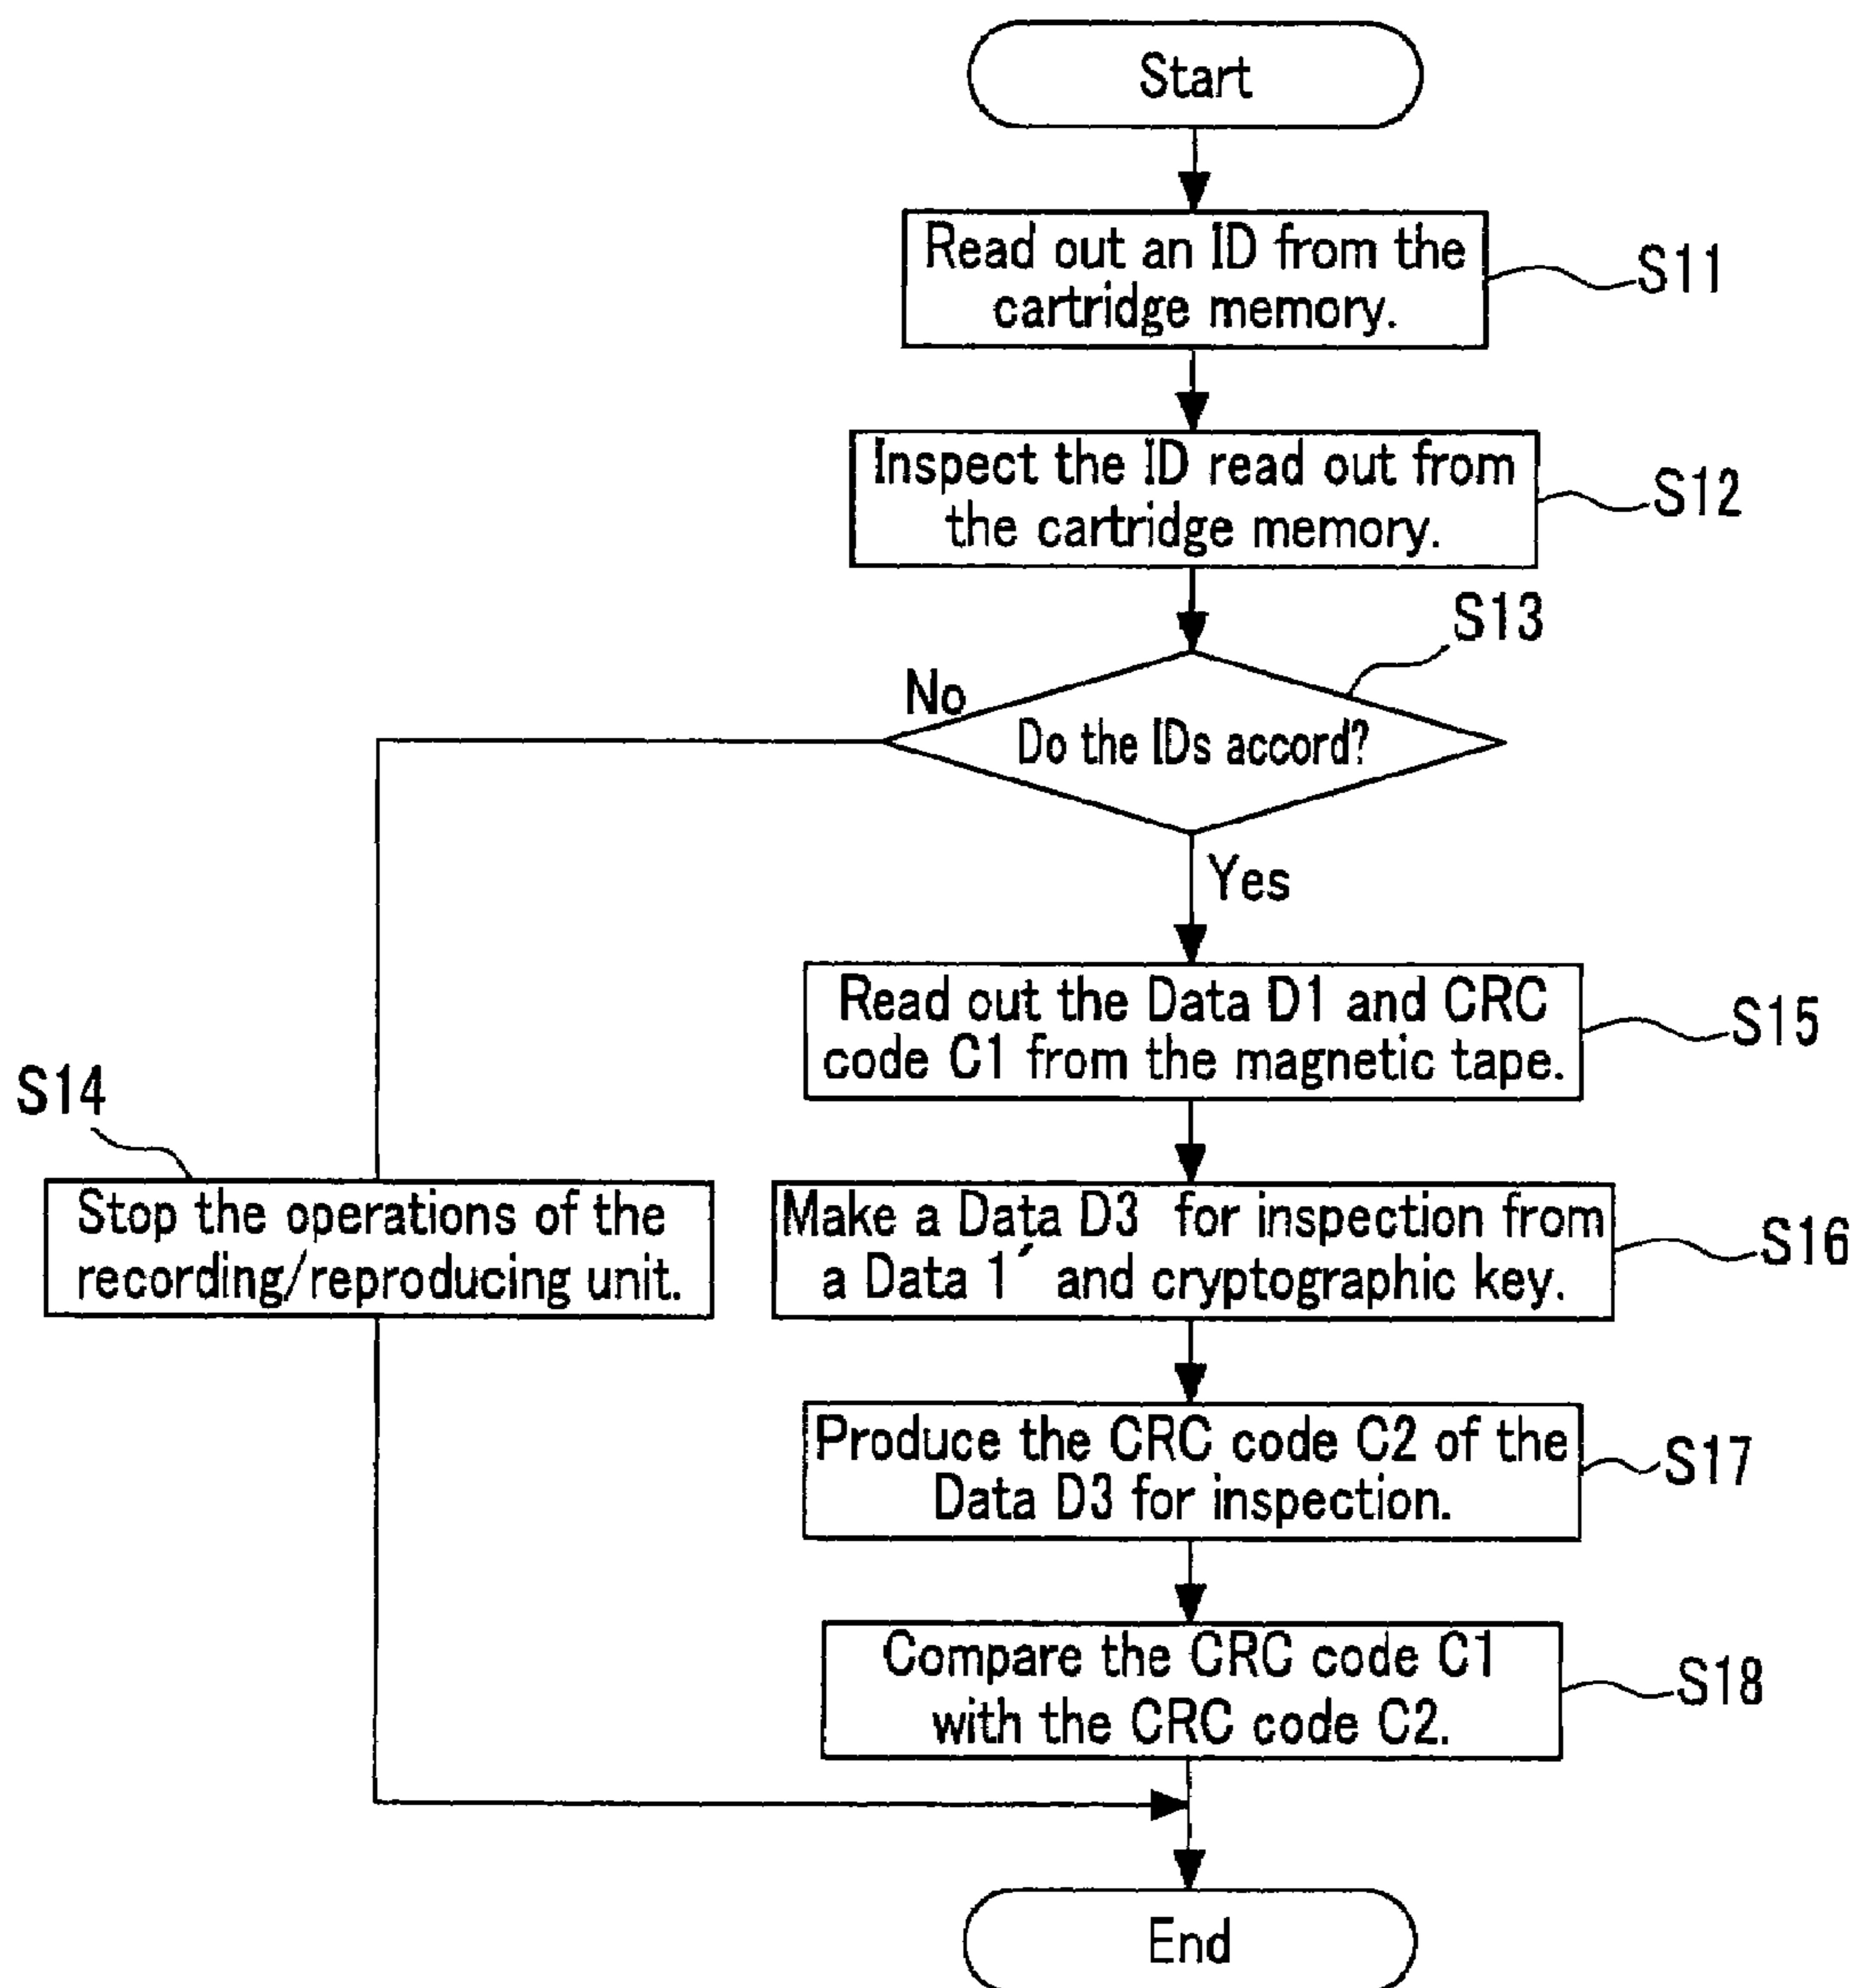 Start
Read out an ID from the
cartridge memory.
S11
Inspect the ID read out from
the cartridge memory.
S12
S13
No
Do the IDs accord?
Yes
Read out the Data D1 and CRC
code C1 from the magnetic tape.
S15
S14
Stop the operations of the
recording/reproducing unit.
Make a Data D3 for inspection from
a Data 1´ and cryptographic key.
S16
Produce the CRC code C2 of the
Data D3 for inspection.
S17
Compare the CRC code C1
with the CRC code C2.
S18
End